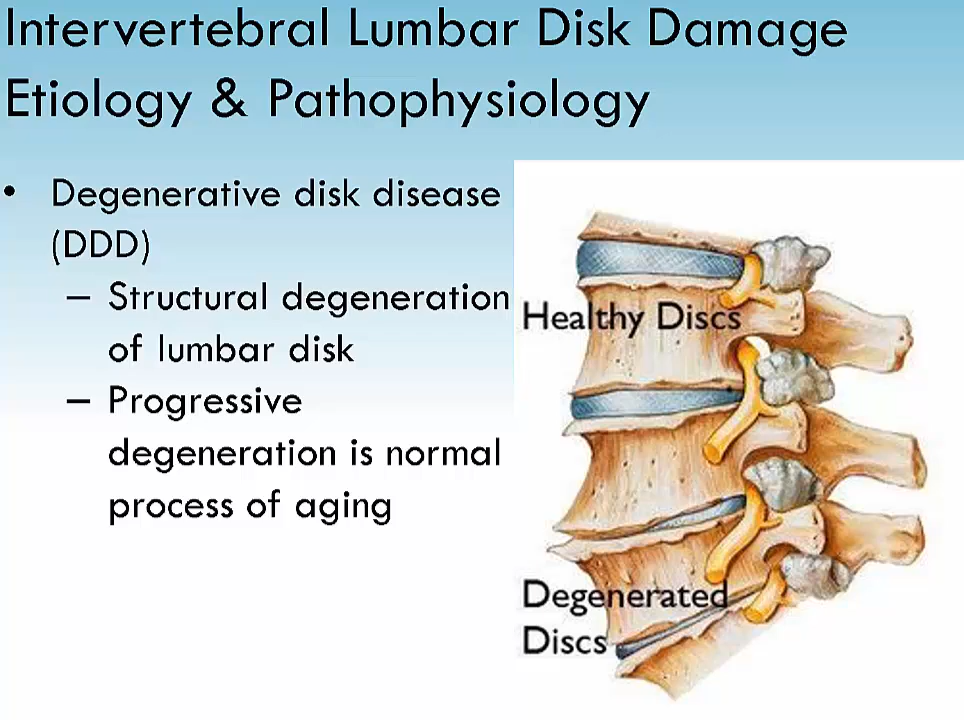 Intervertebral Lumbar Disk Damage
Etiology & Pathophysiology
• Degenerative disk disease
(DDD)
– Structural degeneration
of lumbar disk
– Progressive
degeneration is normal
process of aging
Healthy Discs
Degenerated
Discs